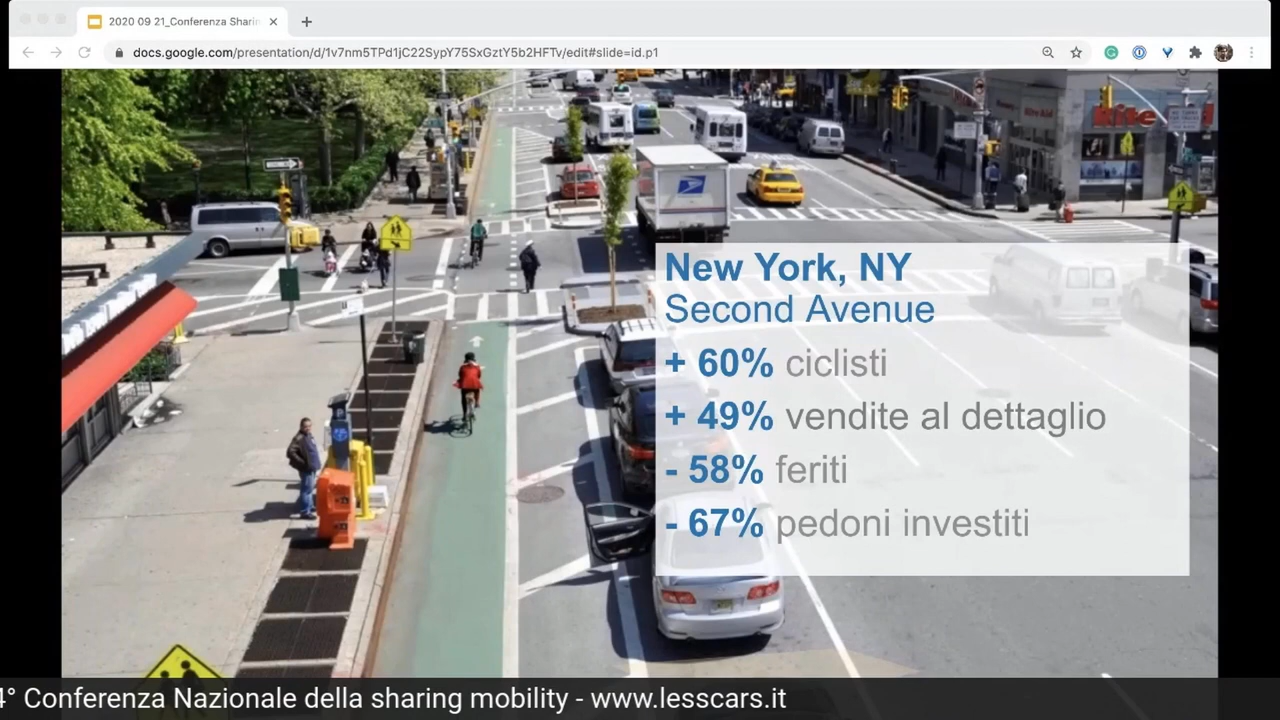 2020 09 21_Conferenza Sharin
docs.google.com/presentation/d/1v7nm5TPd1jC22SypY75SxGztY5b2HFTv/edit#slide=id.p1
Rite
New York, NY
Second Avenue
+ 60% ciclisti
+ 49% vendite al dettaglio
- 58% feriti
- 67% pedoni investiti
4° Conferenza Nazionale della sharing mobility - www.lesscars.it